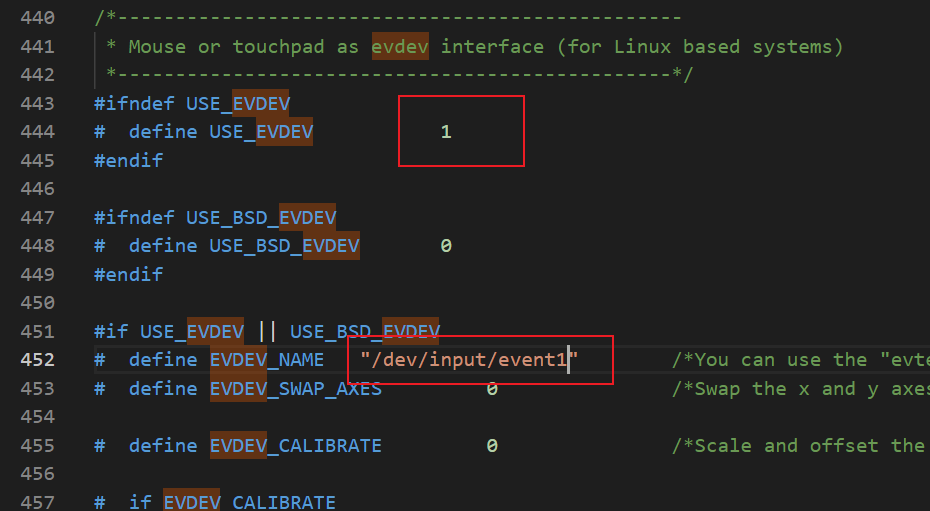 440 /*-------------------------------------------------
441  * Mouse or touchpad as evdev interface (for Linux based systems)
442  *------------------------------------------------*/
443 #ifndef USE_EVDEV
444 #  define USE_EVDEV           1
445 #endif
446
447 #ifndef USE_BSD_EVDEV
448 #  define USE_BSD_EVDEV       0
449 #endif
450
451 #if USE_EVDEV || USE_BSD_EVDEV
452 #  define EVDEV_NAME   "/dev/input/event1"        /*You can use the "evte
453 #  define EVDEV_SWAP_AXES         0               /*Swap the x and y axes
454
455 #  define EVDEV_CALIBRATE         0               /*Scale and offset the
456
457 #  if EVDEV_CALIBRATE